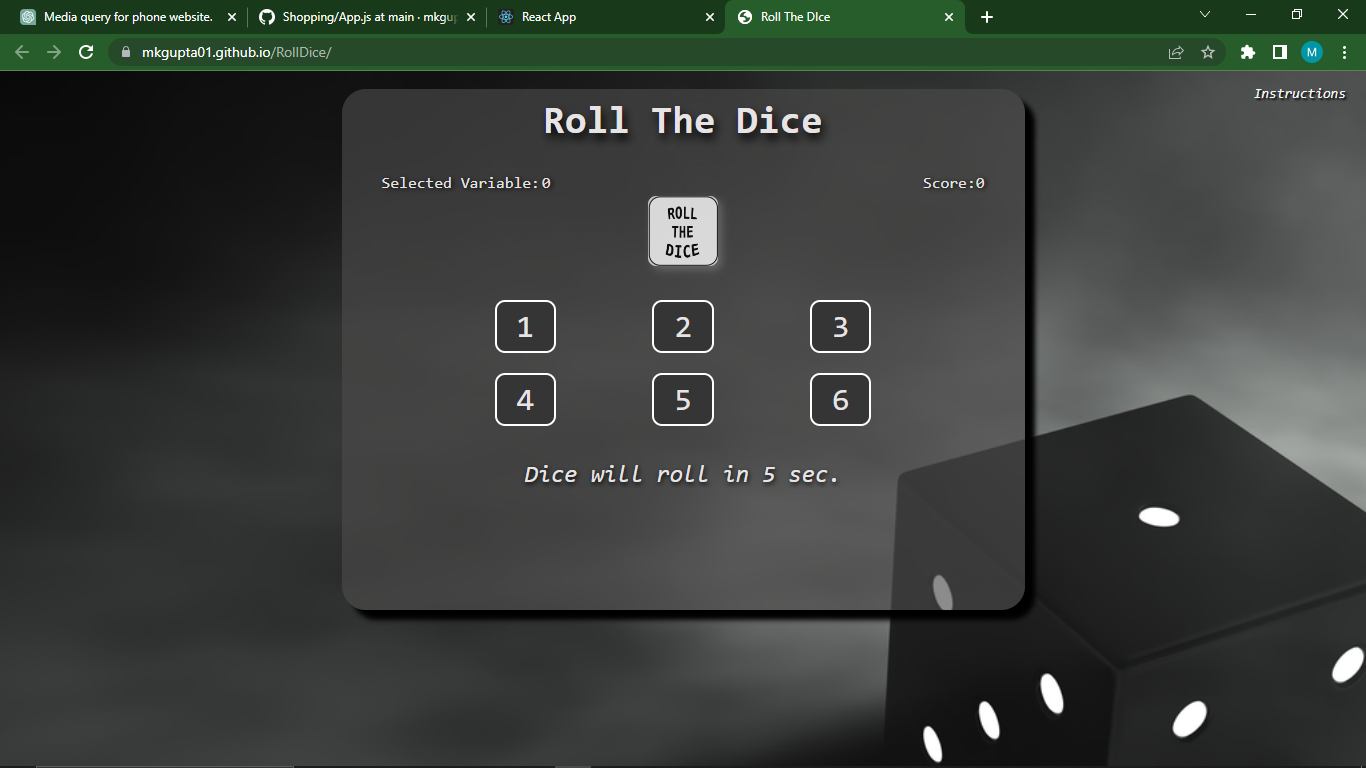 Media query for phone website.
Shopping/App.js at main · mkgup
React App
Roll The DIce
mkgupta01.github.io/RollDice/
M
Instructions
Roll The Dice
Selected Variable:0
Score:0
ROLL
THE
DICE
1 2 3
4 5 6
Dice will roll in 5 sec.